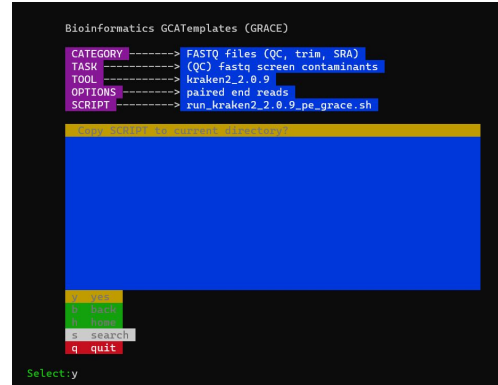 Bioinformatics GCATemplates (GRACE)
CATEGORY -------> FASTQ files (QC, trim, SRA)
TASK -----------> (QC) fastq screen contaminants
TOOL -----------> kraken2_2.0.9
OPTIONS --------> paired end reads
SCRIPT ---------> run_kraken2_2.0.9_pe_grace.sh
Copy SCRIPT to current directory?
y yes
b back
h home
s search
q quit
Select:y